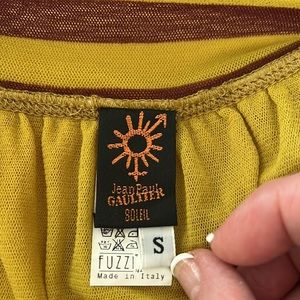 Jean Paul
GAULTIER
SOLEIL
S
FUZZI
Made in Italy